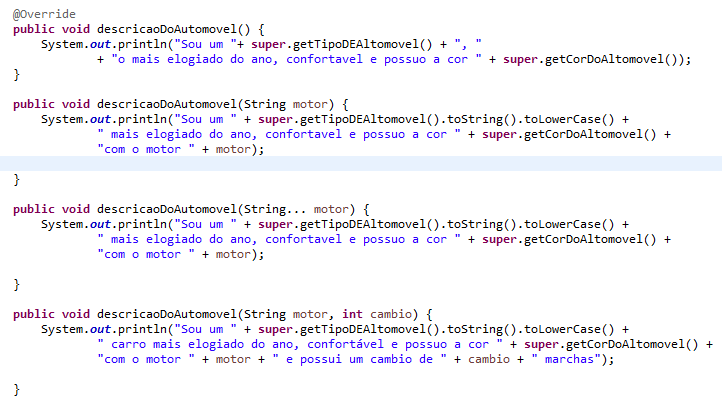 @Override
public void descricaoDoAutomovel() {
    System.out.println("Sou um "+ super.getTipoDEAltomovel() + ", "
            + "o mais elogiado do ano, confortavel e possuo a cor " + super.getCorDoAltomovel());
}
public void descricaoDoAutomovel(String motor) {
    System.out.println("Sou um " + super.getTipoDEAltomovel().toString().toLowerCase() +
            " mais elogiado do ano, confortavel e possuo a cor " + super.getCorDoAltomovel() +
            "com o motor " + motor);
}
public void descricaoDoAutomovel(String... motor) {
    System.out.println("Sou um " + super.getTipoDEAltomovel().toString().toLowerCase() +
            " mais elogiado do ano, confortavel e possuo a cor " + super.getCorDoAltomovel() +
            "com o motor " + motor);
}
public void descricaoDoAutomovel(String motor, int cambio) {
    System.out.println("Sou um " + super.getTipoDEAltomovel().toString().toLowerCase() +
            " carro mais elogiado do ano, confortável e possuo a cor " + super.getCorDoAltomovel() +
            "com o motor " + motor + " e possui um cambio de " + cambio + " marchas");
}